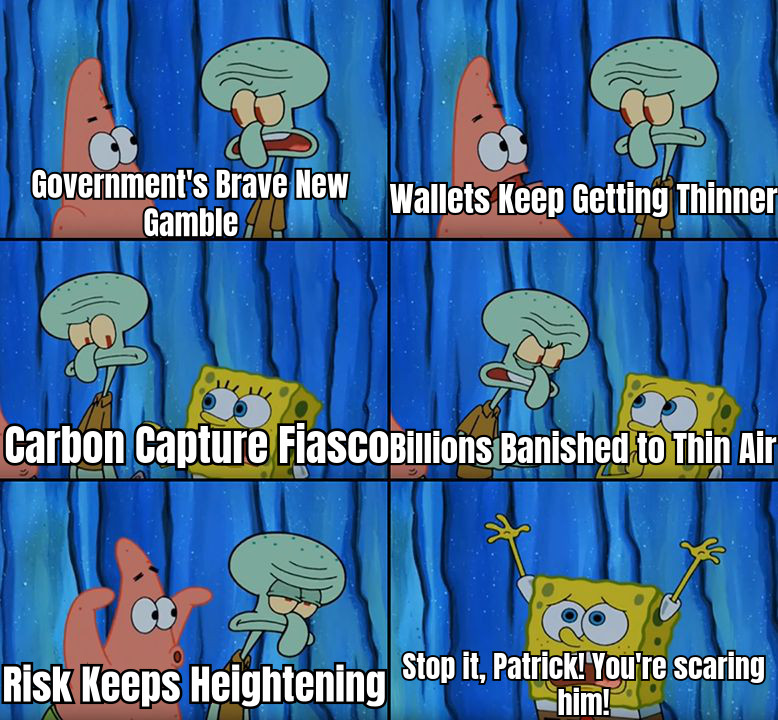 Government's Brave New
Gamble
Wallets Keep Getting Thinner
Carbon Capture Fiasco
Billions Banished to Thin Air
Risk Keeps Heightening
Stop it, Patrick! You're scaring
him!